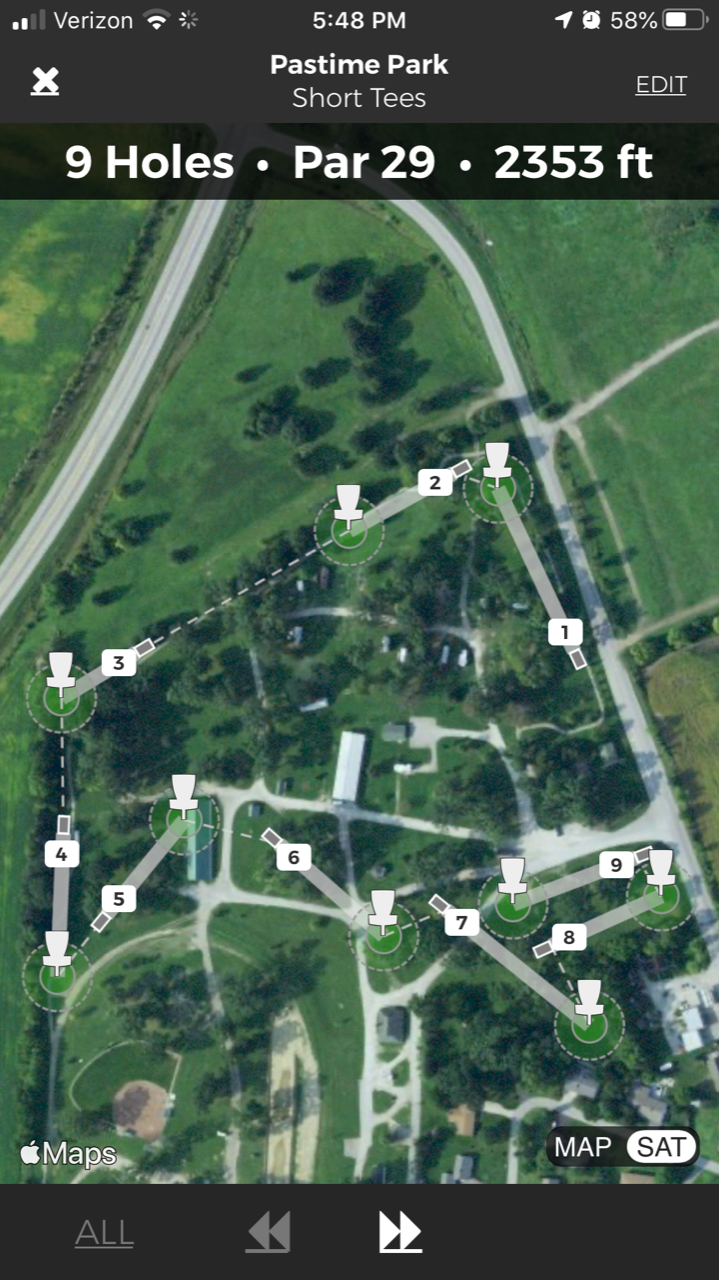 Verizon 5:48 PM 58%
Pastime Park
Short Tees
EDIT
9 Holes • Par 29 • 2353 ft
2
1
3
4
6
9
5
7
8
Maps
MAP SAT
ALL